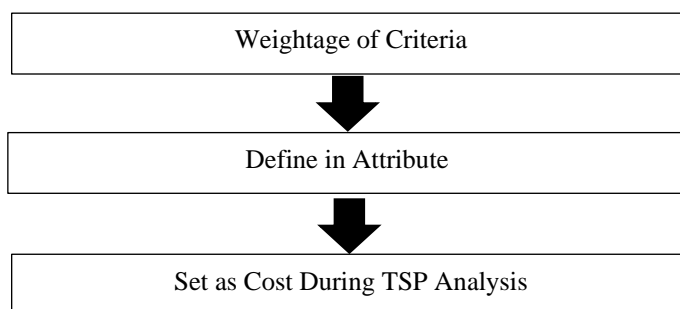 Weightage of Criteria
Define in Attribute
Set as Cost During TSP Analysis